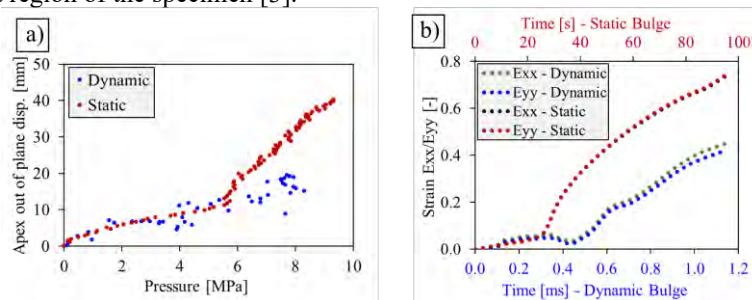 region of the specimen [3].
a)
Apex out of plane disp. [mm]
50
40
30
20
10
0
Dynamic
Static
0 2 4 6 8 10
Pressure [MPa]
b)
Time [s] - Static Bulge
0 20 40 60 80 100
Strain Exx/Eyy [-]
0.8
0.6
0.4
0.2
0.0
Exx - Dynamic
Eyy - Dynamic
Exx - Static
Eyy - Static
0.0 0.2 0.4 0.6 0.8 1.0 1.2
Time [ms] - Dynamic Bulge